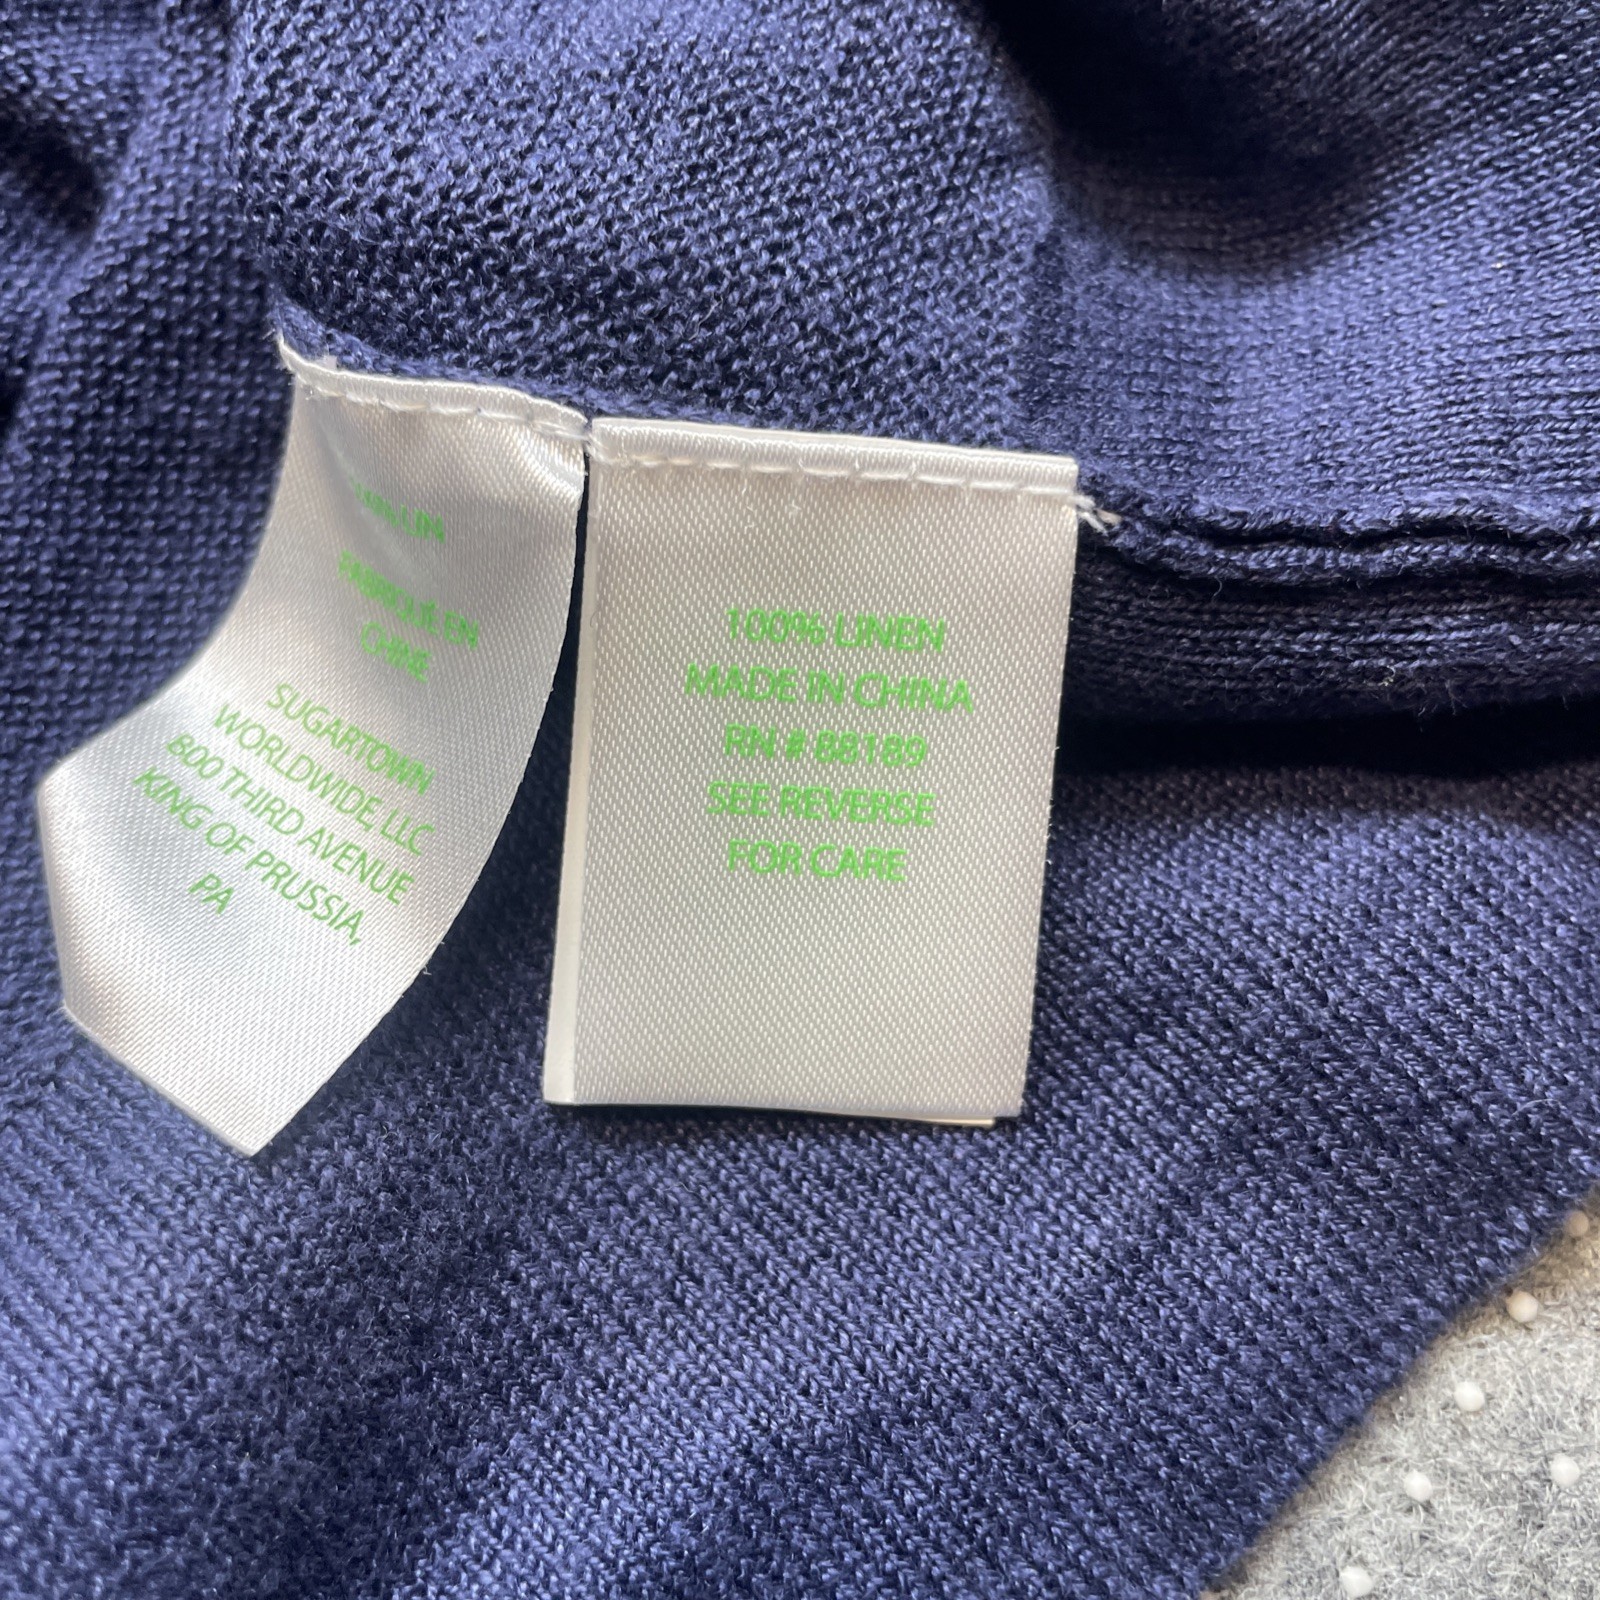 100% LIN
FABRIQUÉ EN
CHINE
SUGARTOWN
WORLDWIDE, LLC
800 THIRD AVENUE
KING OF PRUSSIA,
PA
100% LINEN
MADE IN CHINA
RN # 88189
SEE REVERSE
FOR CARE